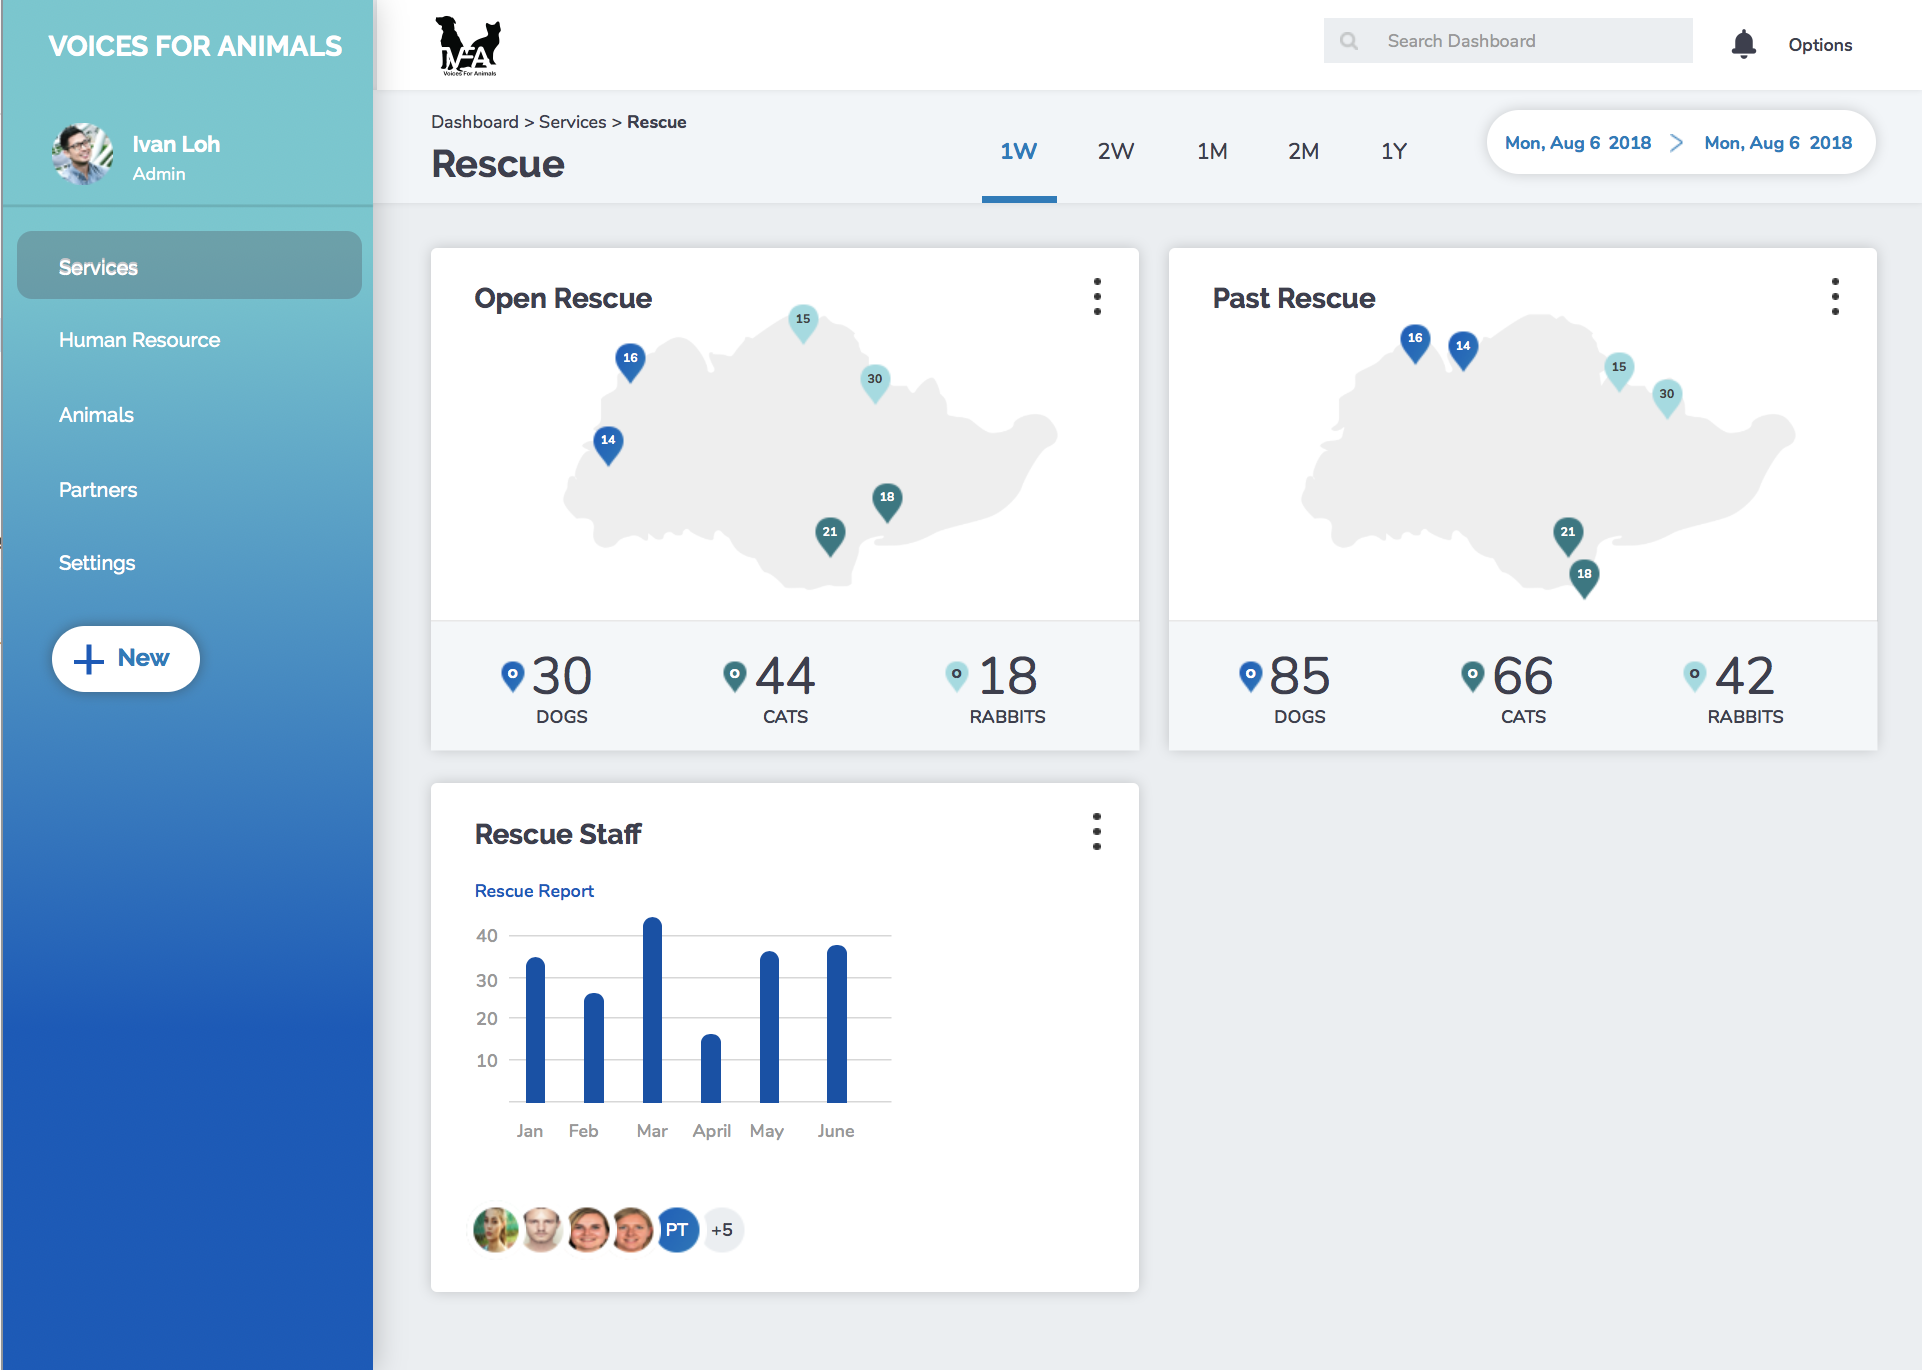 VOICES FOR ANIMALS
Ivan Loh
Admin
Services
Human Resource
Animals
Partners
Settings
New
VFA
Voices For Animals
Search Dashboard
Options
Dashboard > Services > Rescue
Rescue
1W
2W
1M
2M
1Y
Mon, Aug 6 2018 > Mon, Aug 6 2018
Open Rescue
15
16
30
14
18
21
30
DOGS
44
CATS
18
RABBITS
Past Rescue
16
14
15
30
21
18
85
DOGS
66
CATS
42
RABBITS
Rescue Staff
Rescue Report
40
30
20
10
Jan Feb Mar April May June
PT
+5